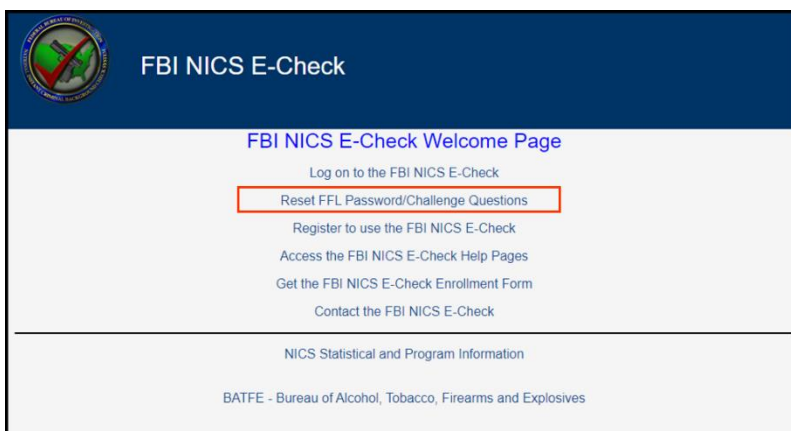 FBI NICS E-Check
FBI NICS E-Check Welcome Page
Log on to the FBI NICS E-Check
Reset FFL Password/Challenge Questions
Register to use the FBI NICS E-Check
Access the FBI NICS E-Check Help Pages
Get the FBI NICS E-Check Enrollment Form
Contact the FBI NICS E-Check
NICS Statistical and Program Information
BATFE - Bureau of Alcohol, Tobacco, Firearms and Explosives